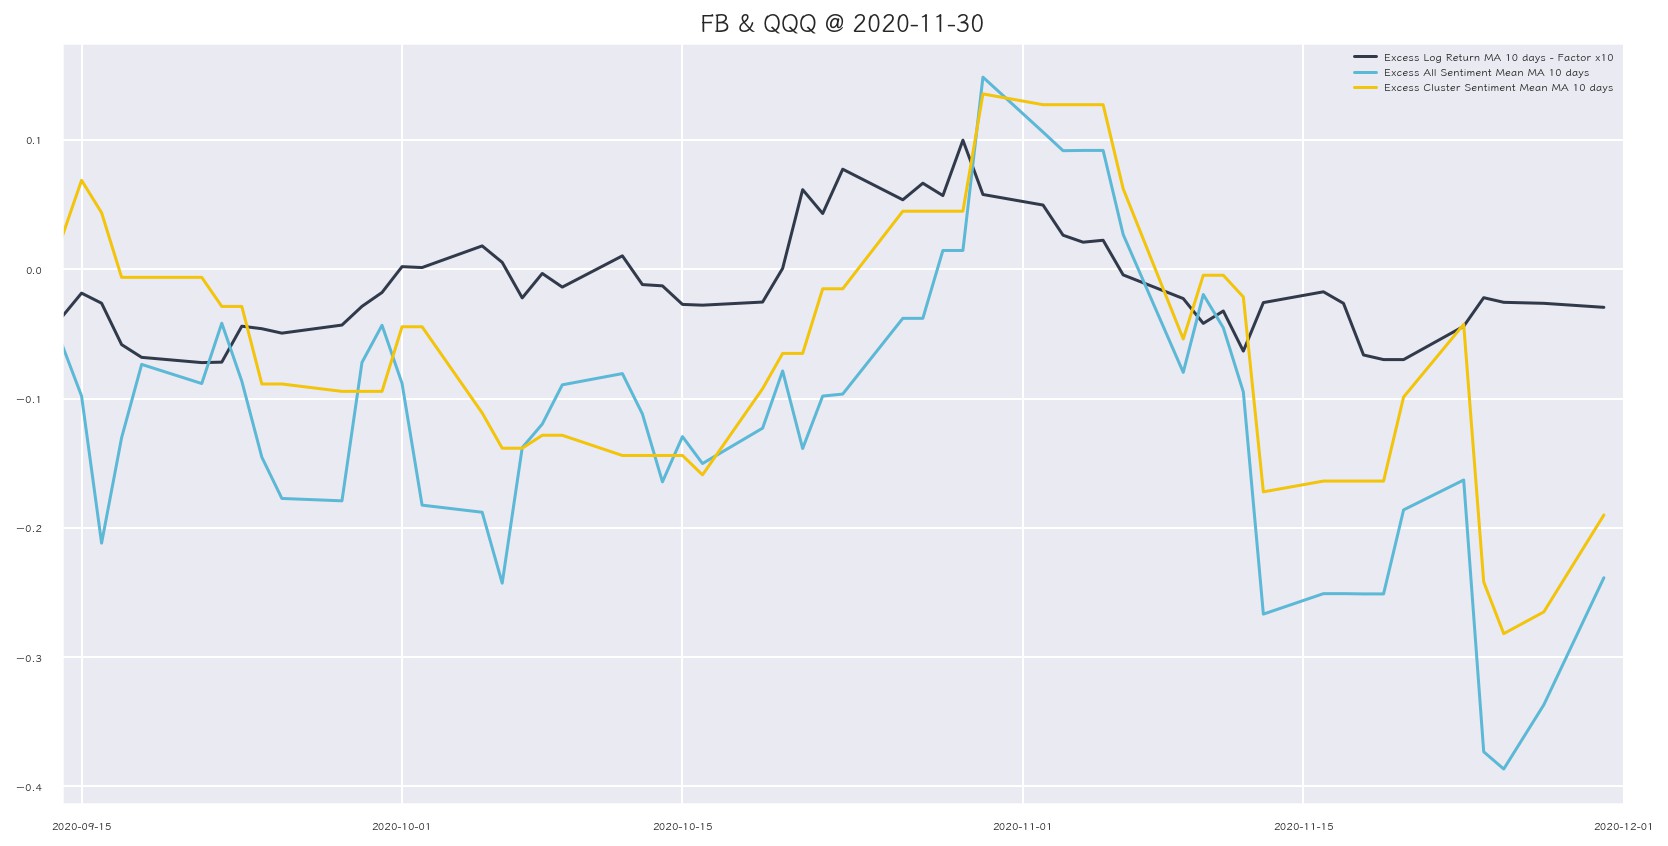 FB & QQQ @ 2020-11-30
Excess Log Return MA 10 days - Factor x10
Excess All Sentiment Mean MA 10 days
Excess Cluster Sentiment Mean MA 10 days
0.1
0.0
−0.1
−0.2
−0.3
−0.4
2020-09-15 2020-10-01 2020-10-15 2020-11-01 2020-11-15 2020-12-01